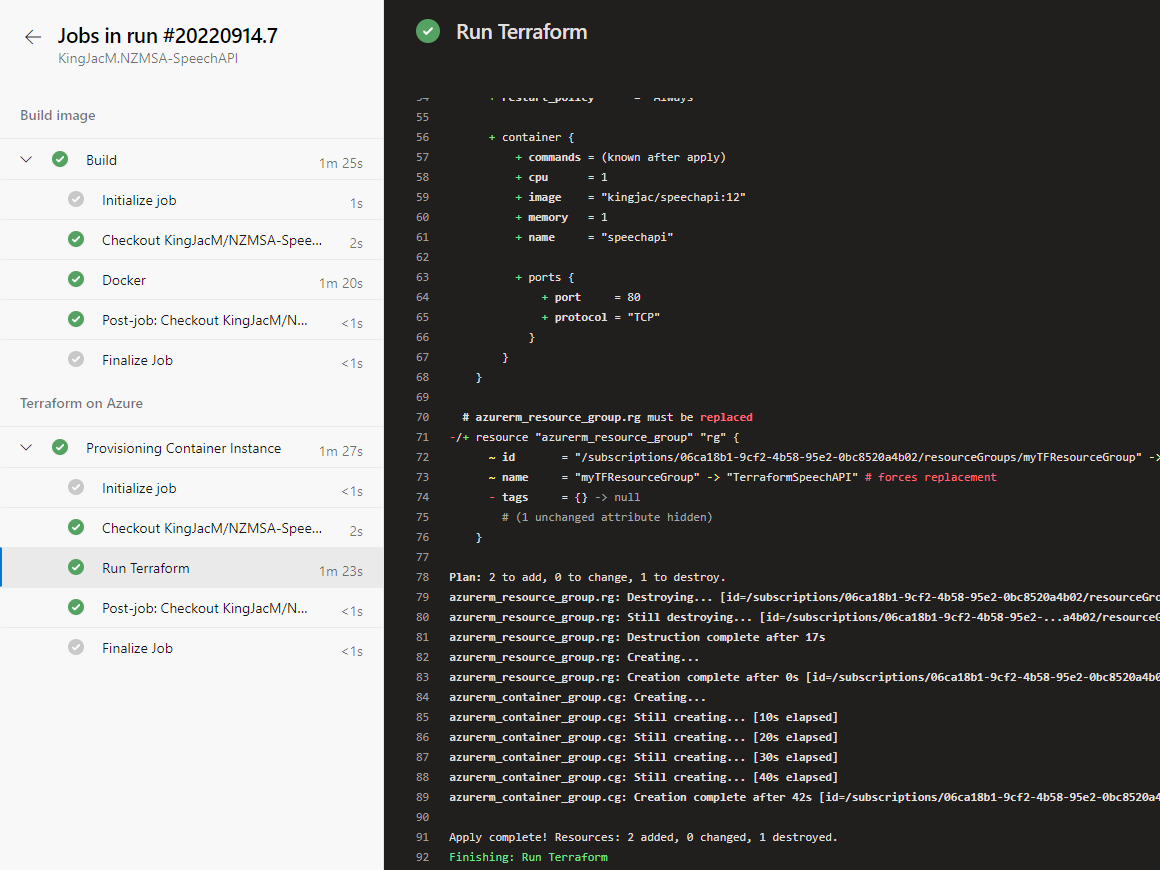 Jobs in run #20220914.7
KingJacM.NZMSA-SpeechAPI
Build image
Build 1m 25s
Initialize job 1s
Checkout KingJacM/NZMSA-Spee... 2s
Docker 1m 20s
Post-job: Checkout KingJacM/N... <1s
Finalize Job <1s
Terraform on Azure
Provisioning Container Instance 1m 27s
Initialize job <1s
Checkout KingJacM/NZMSA-Spee... 2s
Run Terraform 1m 23s
Post-job: Checkout KingJacM/N... <1s
Finalize Job <1s
Run Terraform
54 + restart_policy = "Always"
55
56 + container {
57 + commands = (known after apply)
58 + cpu = 1
59 + image = "kingjac/speechapi:12"
60 + memory = 1
61 + name = "speechapi"
62
63 + ports {
64 + port = 80
65 + protocol = "TCP"
66 }
67 }
68 }
69
70 # azurerm_resource_group.rg must be replaced
71 -/+ resource "azurerm_resource_group" "rg" {
72 ~ id = "/subscriptions/06ca18b1-9cf2-4b58-95e2-0bc8520a4b02/resourceGroups/myTFResourceGroup" ->
73 ~ name = "myTFResourceGroup" -> "TerraformSpeechAPI" # forces replacement
74 - tags = {} -> null
75 # (1 unchanged attribute hidden)
76 }
77
78 Plan: 2 to add, 0 to change, 1 to destroy.
79 azurerm_resource_group.rg: Destroying... [id=/subscriptions/06ca18b1-9cf2-4b58-95e2-0bc8520a4b02/resourceGro
80 azurerm_resource_group.rg: Still destroying... [id=/subscriptions/06ca18b1-9cf2-4b58-95e2-...a4b02/resourceG
81 azurerm_resource_group.rg: Destruction complete after 17s
82 azurerm_resource_group.rg: Creating...
83 azurerm_resource_group.rg: Creation complete after 0s [id=/subscriptions/06ca18b1-9cf2-4b58-95e2-0bc8520a4b0
84 azurerm_container_group.cg: Creating...
85 azurerm_container_group.cg: Still creating... [10s elapsed]
86 azurerm_container_group.cg: Still creating... [20s elapsed]
87 azurerm_container_group.cg: Still creating... [30s elapsed]
88 azurerm_container_group.cg: Still creating... [40s elapsed]
89 azurerm_container_group.cg: Creation complete after 42s [id=/subscriptions/06ca18b1-9cf2-4b58-95e2-0bc8520a4
90
91 Apply complete! Resources: 2 added, 0 changed, 1 destroyed.
92 Finishing: Run Terraform